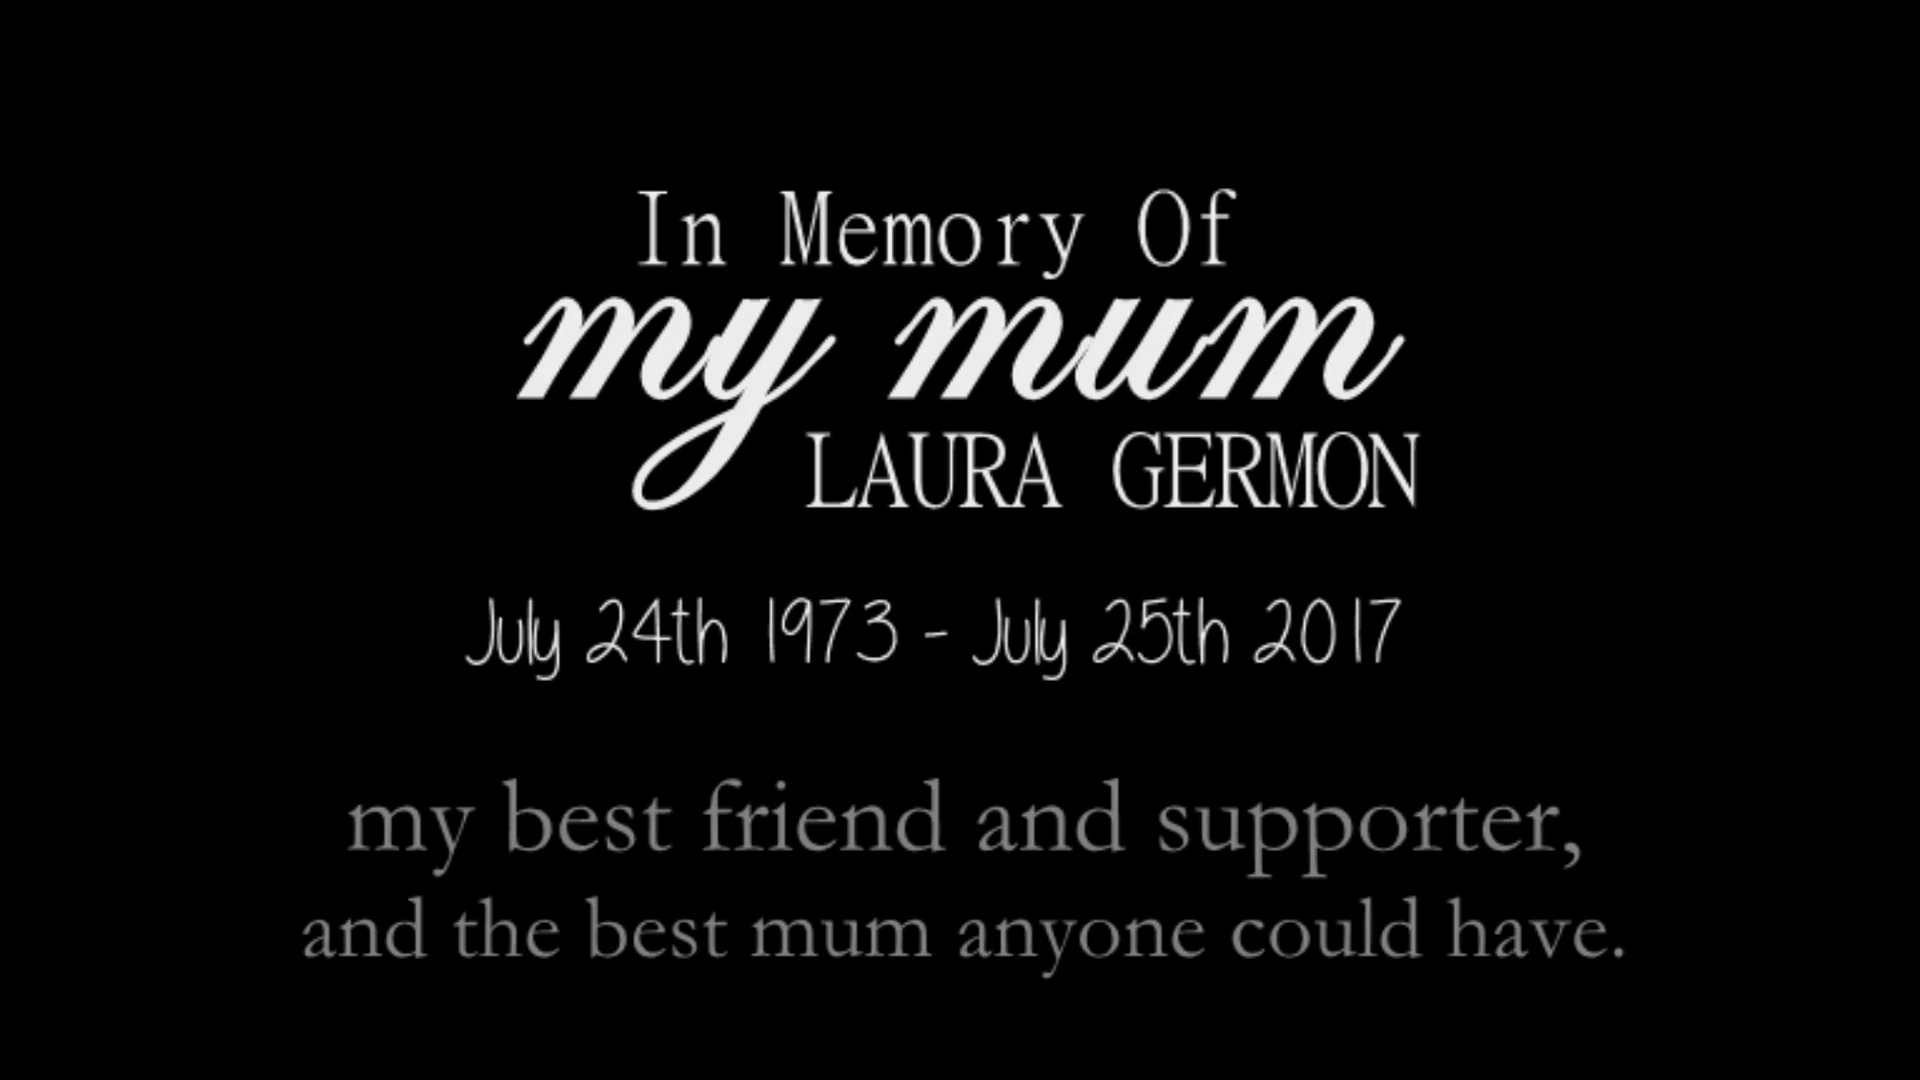 In Memory Of
my mum
LAURA GERMON
July 24th 1973 - July 25th 2017
my best friend and supporter,
and the best mum anyone could have.